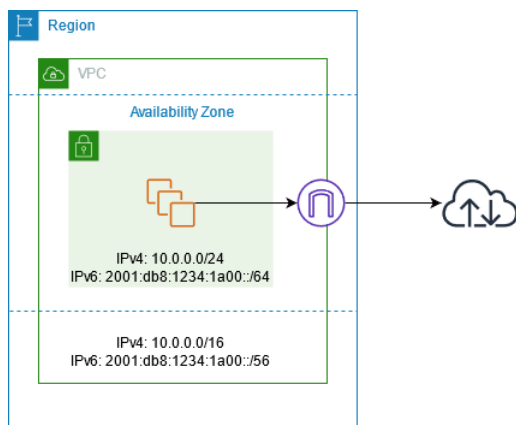 Region
VPC
Availability Zone
IPv4: 10.0.0.0/24
IPv6: 2001:db8:1234:1a00::/64
IPv4: 10.0.0.0/16
IPv6: 2001:db8:1234:1a00::/56